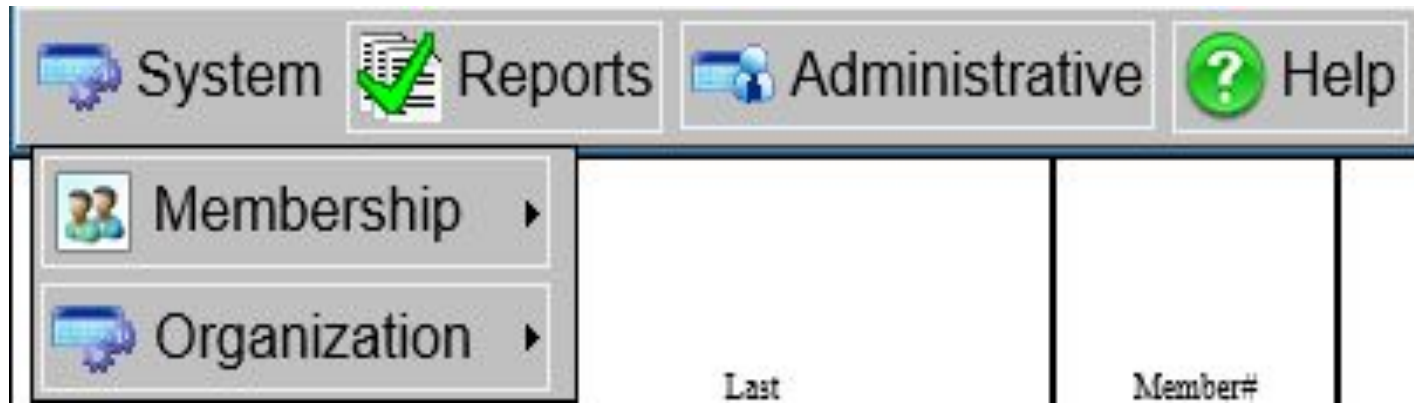 System Reports Administrative Help
Membership
Organization
Last Member#